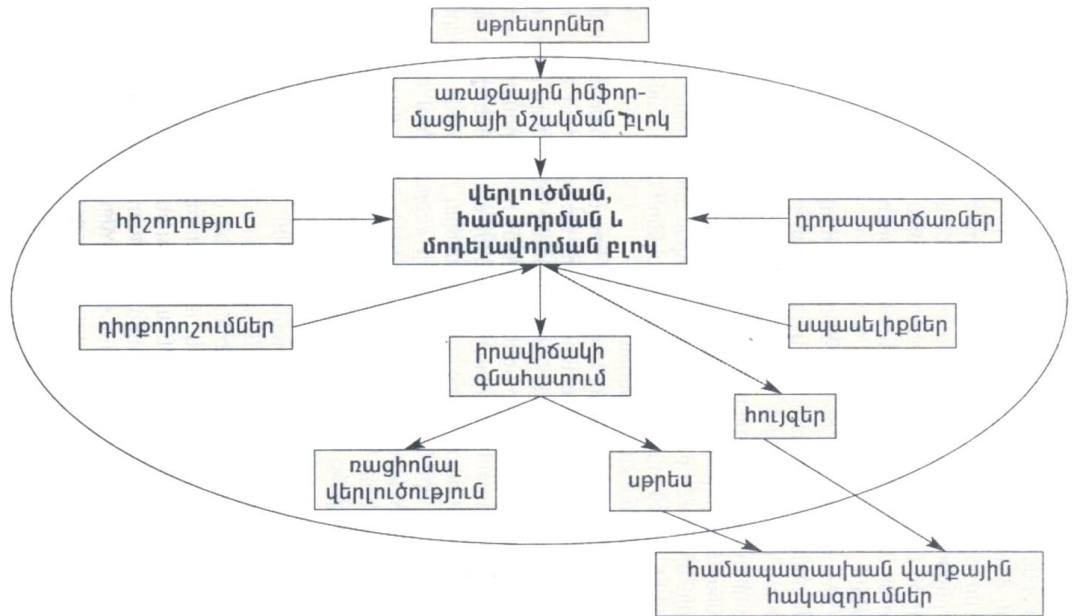 սթրեսորներ
առաջնային ինֆոր-
մացիայի մշակման բլոկ
վերլուծման,
համադրման և
մոդելավորման բլոկ
հիշողություն
դրդապատճառներ
դիրքորոշումներ
սպասելիքներ
իրավիճակի
գնահատում
հույզեր
ռացիոնալ
վերլուծություն
սթրես
համապատասխան վարքային
հակազդումներ